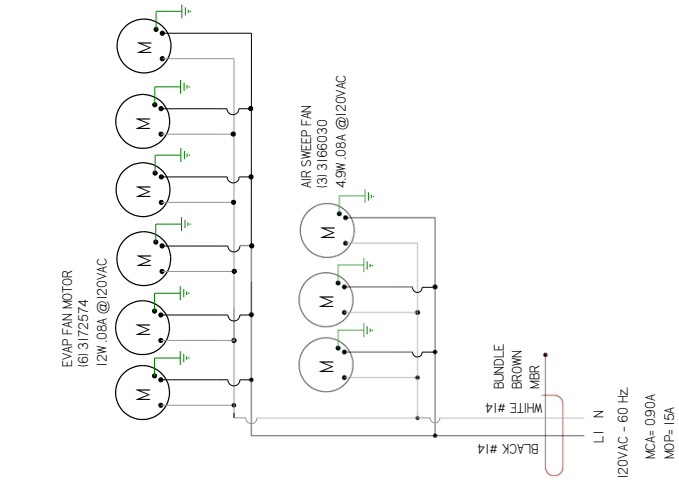 EVAP FAN MOTOR
(6) 3172574
12W .08A @120VAC
M
M
M
M
M
M
AIR SWEEP FAN
(3) 3166030
4.9W .08A @120VAC
M
M
M
BUNDLE
BROWN
MBR
WHITE #14
BLACK #14
L1 N
120VAC - 60 Hz.
MCA= 0.90A
MOP= 15A